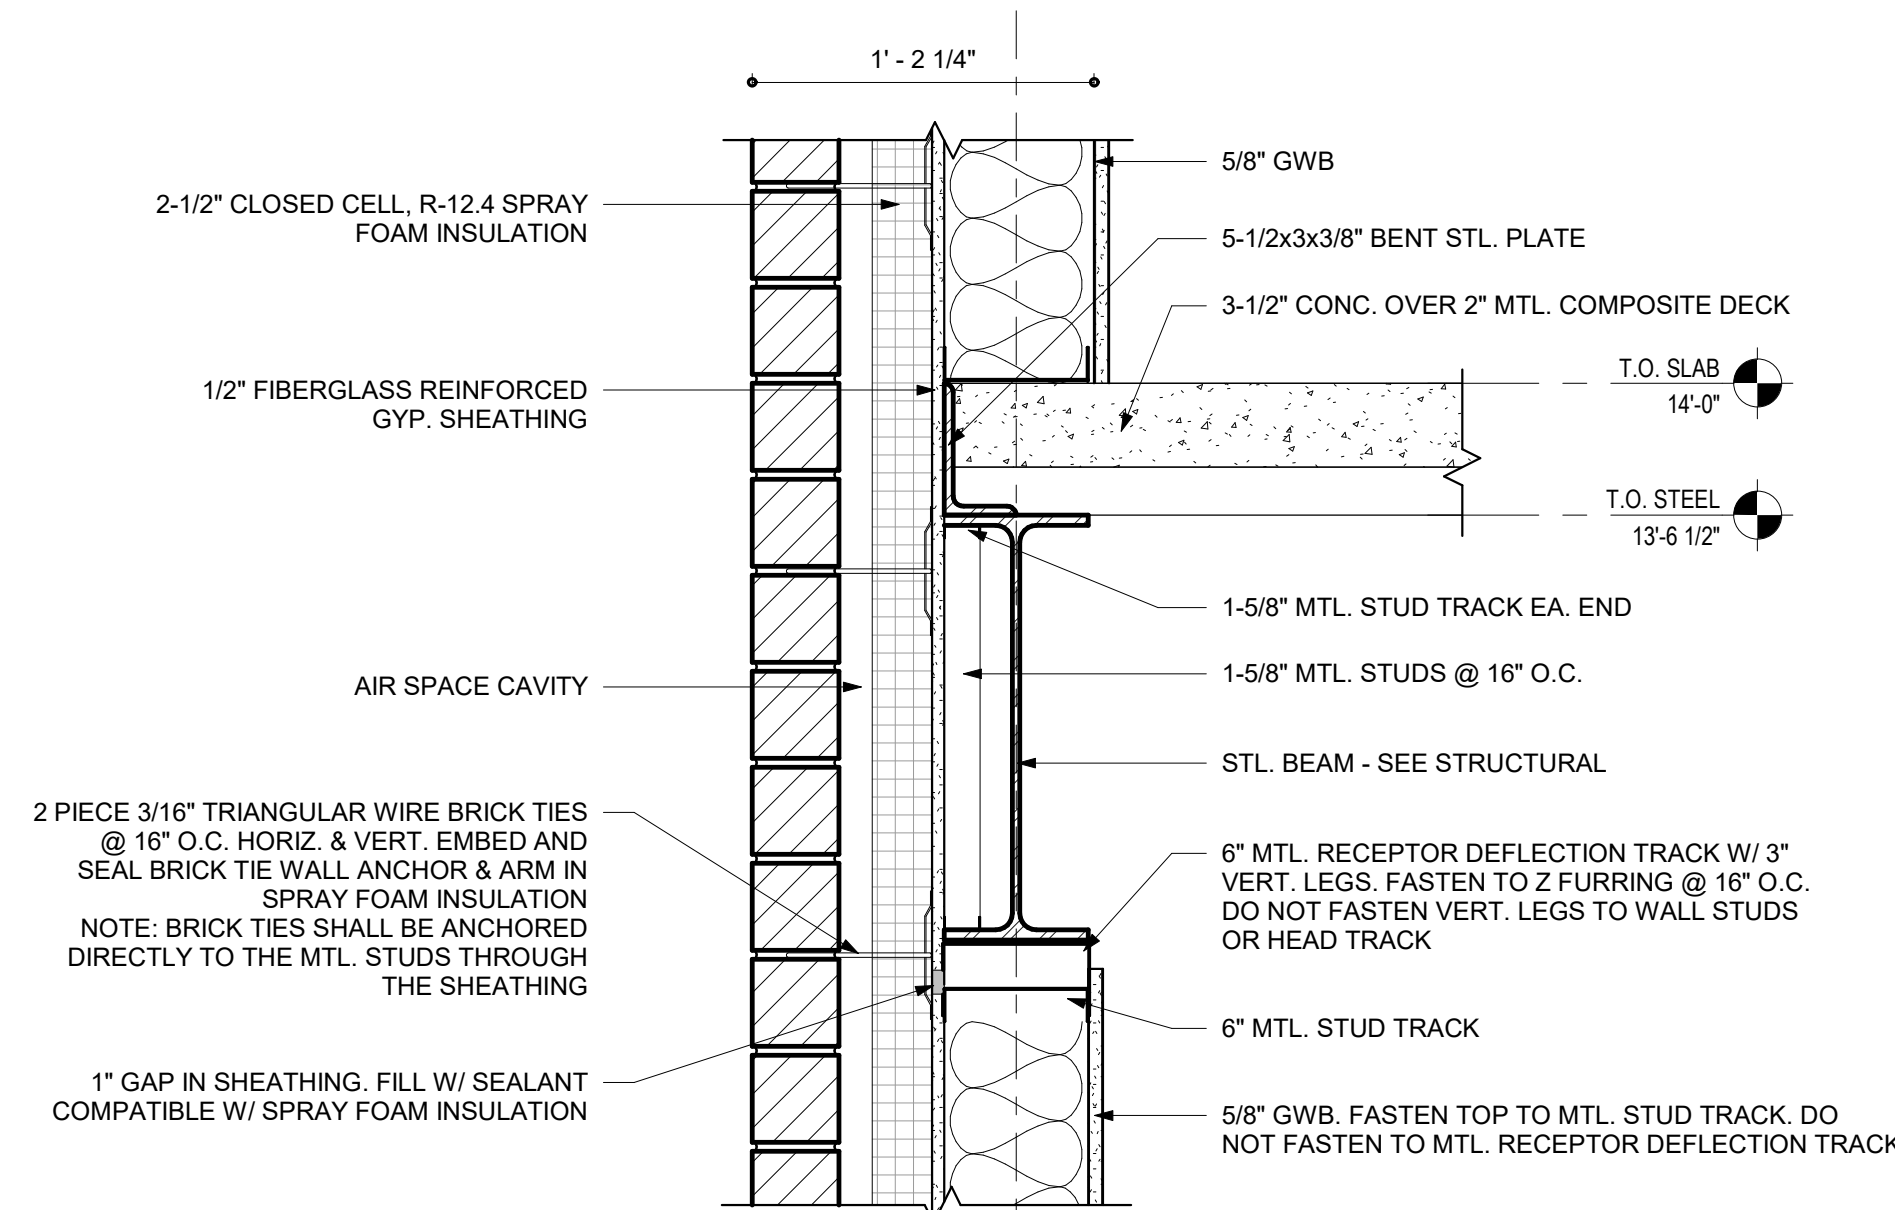 1' - 2 1/4"
2-1/2" CLOSED CELL, R-12.4 SPRAY
FOAM INSULATION
1/2" FIBERGLASS REINFORCED
GYP. SHEATHING
AIR SPACE CAVITY
2 PIECE 3/16" TRIANGULAR WIRE BRICK TIES
@ 16" O.C. HORIZ. & VERT. EMBED AND
SEAL BRICK TIE WALL ANCHOR & ARM IN
SPRAY FOAM INSULATION
NOTE: BRICK TIES SHALL BE ANCHORED
DIRECTLY TO THE MTL. STUDS THROUGH
THE SHEATHING
1" GAP IN SHEATHING. FILL W/ SEALANT
COMPATIBLE W/ SPRAY FOAM INSULATION
5/8" GWB
5-1/2x3x3/8" BENT STL. PLATE
3-1/2" CONC. OVER 2" MTL. COMPOSITE DECK
T.O. SLAB
14'-0"
T.O. STEEL
13'-6 1/2"
1-5/8" MTL. STUD TRACK EA. END
1-5/8" MTL. STUDS @ 16" O.C.
STL. BEAM - SEE STRUCTURAL
6" MTL. RECEPTOR DEFLECTION TRACK W/ 3"
VERT. LEGS. FASTEN TO Z FURRING @ 16" O.C.
DO NOT FASTEN VERT. LEGS TO WALL STUDS
OR HEAD TRACK
6" MTL. STUD TRACK
5/8" GWB. FASTEN TOP TO MTL. STUD TRACK. DO
NOT FASTEN TO MTL. RECEPTOR DEFLECTION TRACK